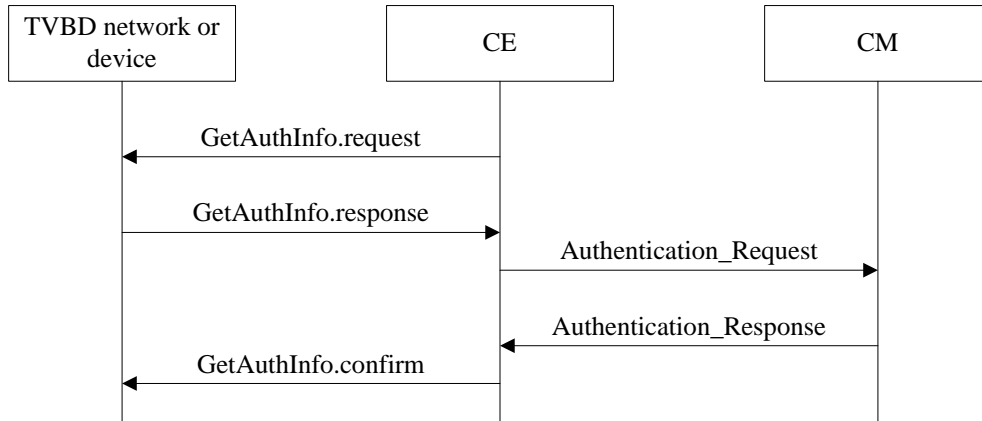 TVBD network or
device
CE
CM
GetAuthInfo.request
GetAuthInfo.response
Authentication_Request
Authentication_Response
GetAuthInfo.confirm